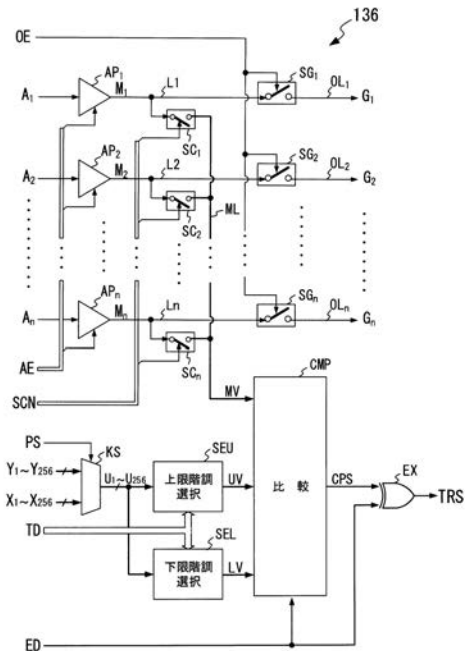 136
OE
AP1
M1
L1
SG1
OL1
A1
G1
SC1
AP2
M2
L2
SG2
OL2
A2
G2
SC2
ML
APn
Mn
Ln
SGn
OLn
An
Gn
SCn
AE
SCN
MV
CMP
PS
KS
SEU
Y1~Y256
U1~U256
上限階調
選択
UV
X1~X256
比較
CPS
EX
TRS
TD
SEL
下限階調
選択
LV
ED